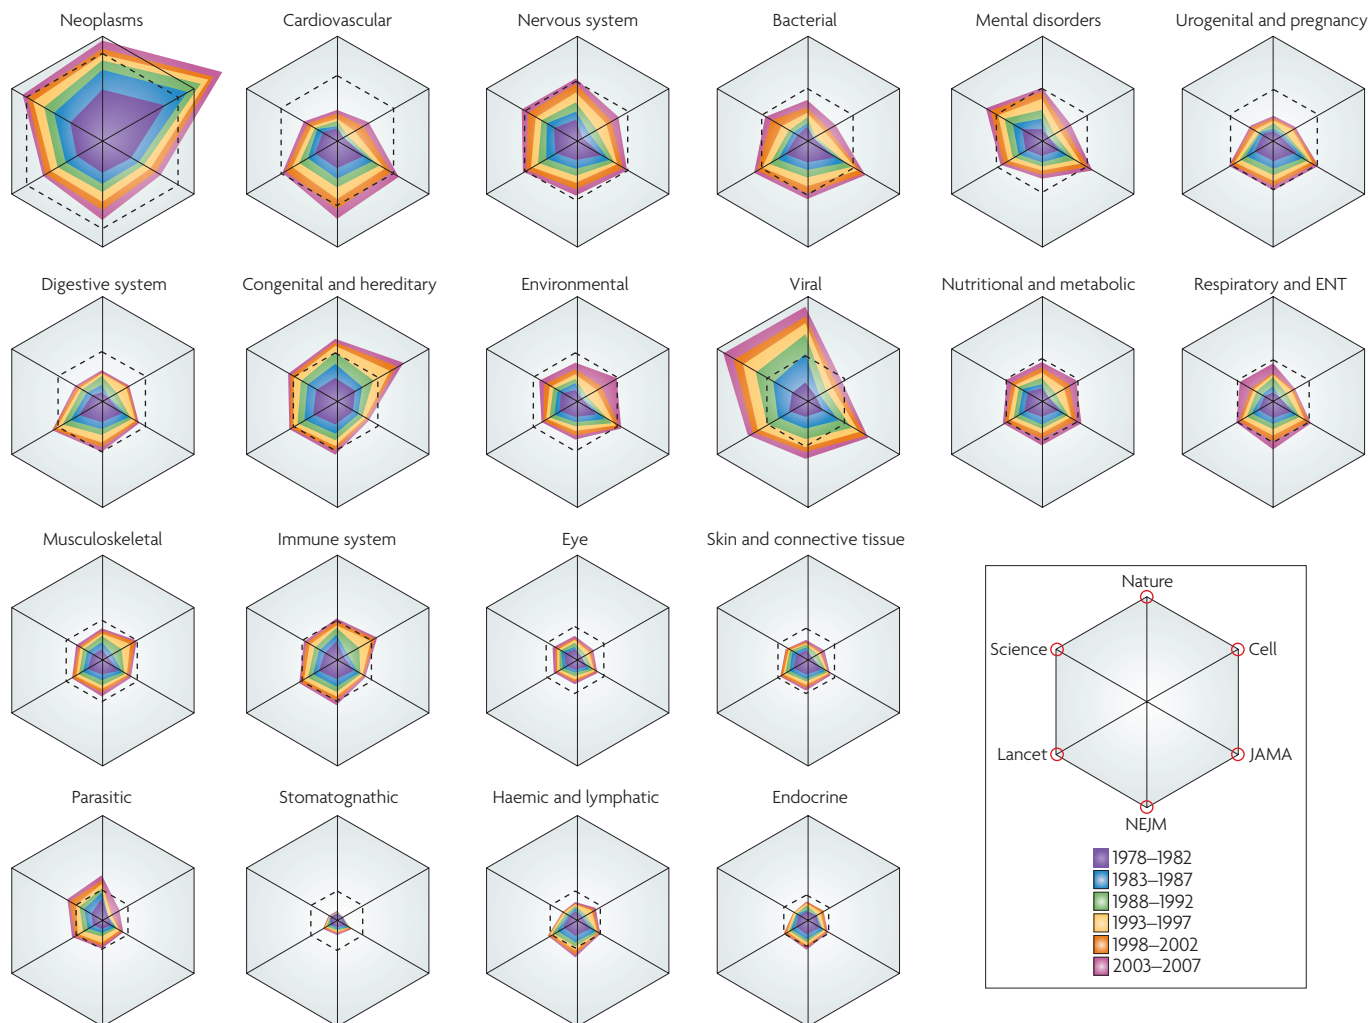 Neoplasms
Cardiovascular
Nervous system
Bacterial
Mental disorders
Urogenital and pregnancy
Digestive system
Congenital and hereditary
Environmental
Viral
Nutritional and metabolic
Respiratory and ENT
Musculoskeletal
Immune system
Eye
Skin and connective tissue
Nature
Science
Cell
Lancet
JAMA
NEJM
1978–1982
1983–1987
1988–1992
1993–1997
1998–2002
2003–2007
Parasitic
Stomatognathic
Haemic and lymphatic
Endocrine